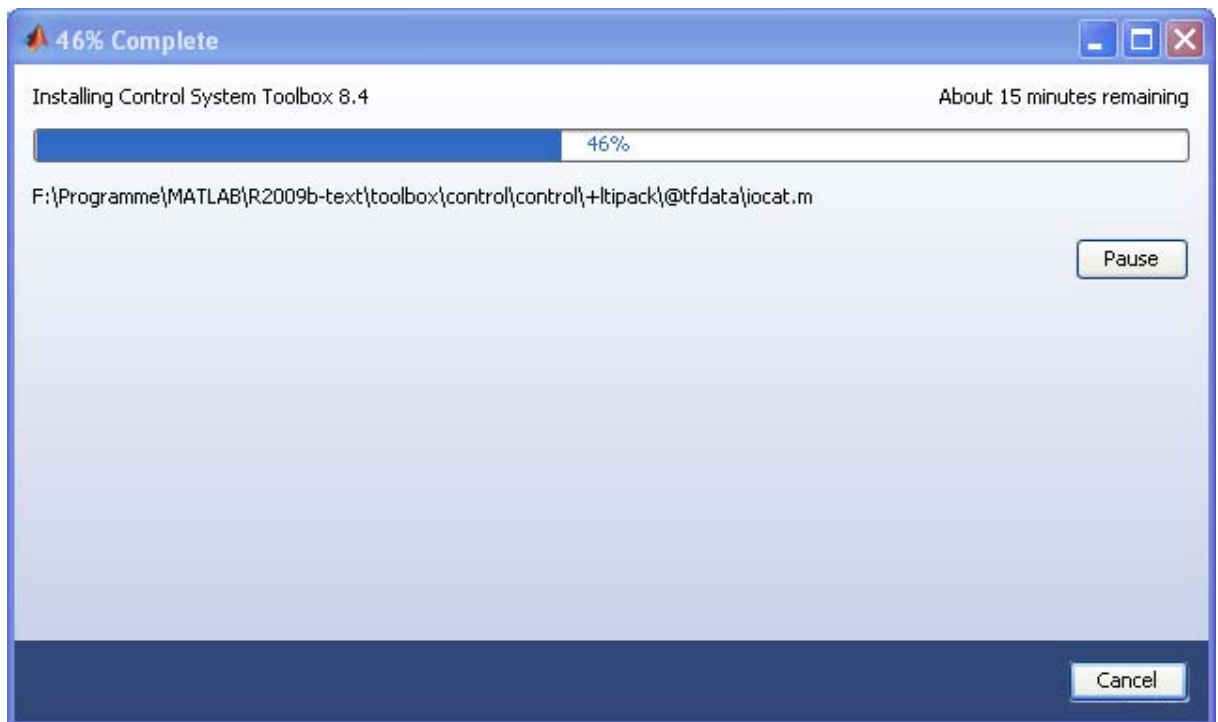 46% Complete
Installing Control System Toolbox 8.4
About 15 minutes remaining
46%
F:\Programme\MATLAB\R2009b-text\toolbox\control\control\+ltipack\@tfdata\iocat.m
Pause
Cancel